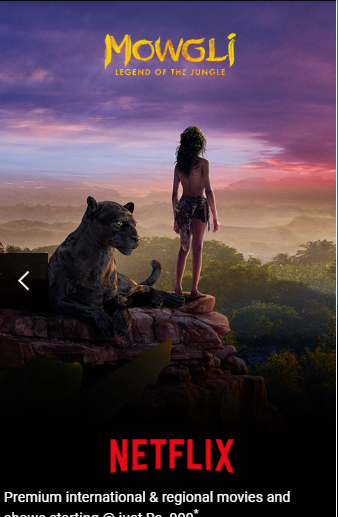 MOWGLI
LEGEND OF THE JUNGLE
NETFLIX
Premium international & regional movies and
shows starting @ just Rs. 999*